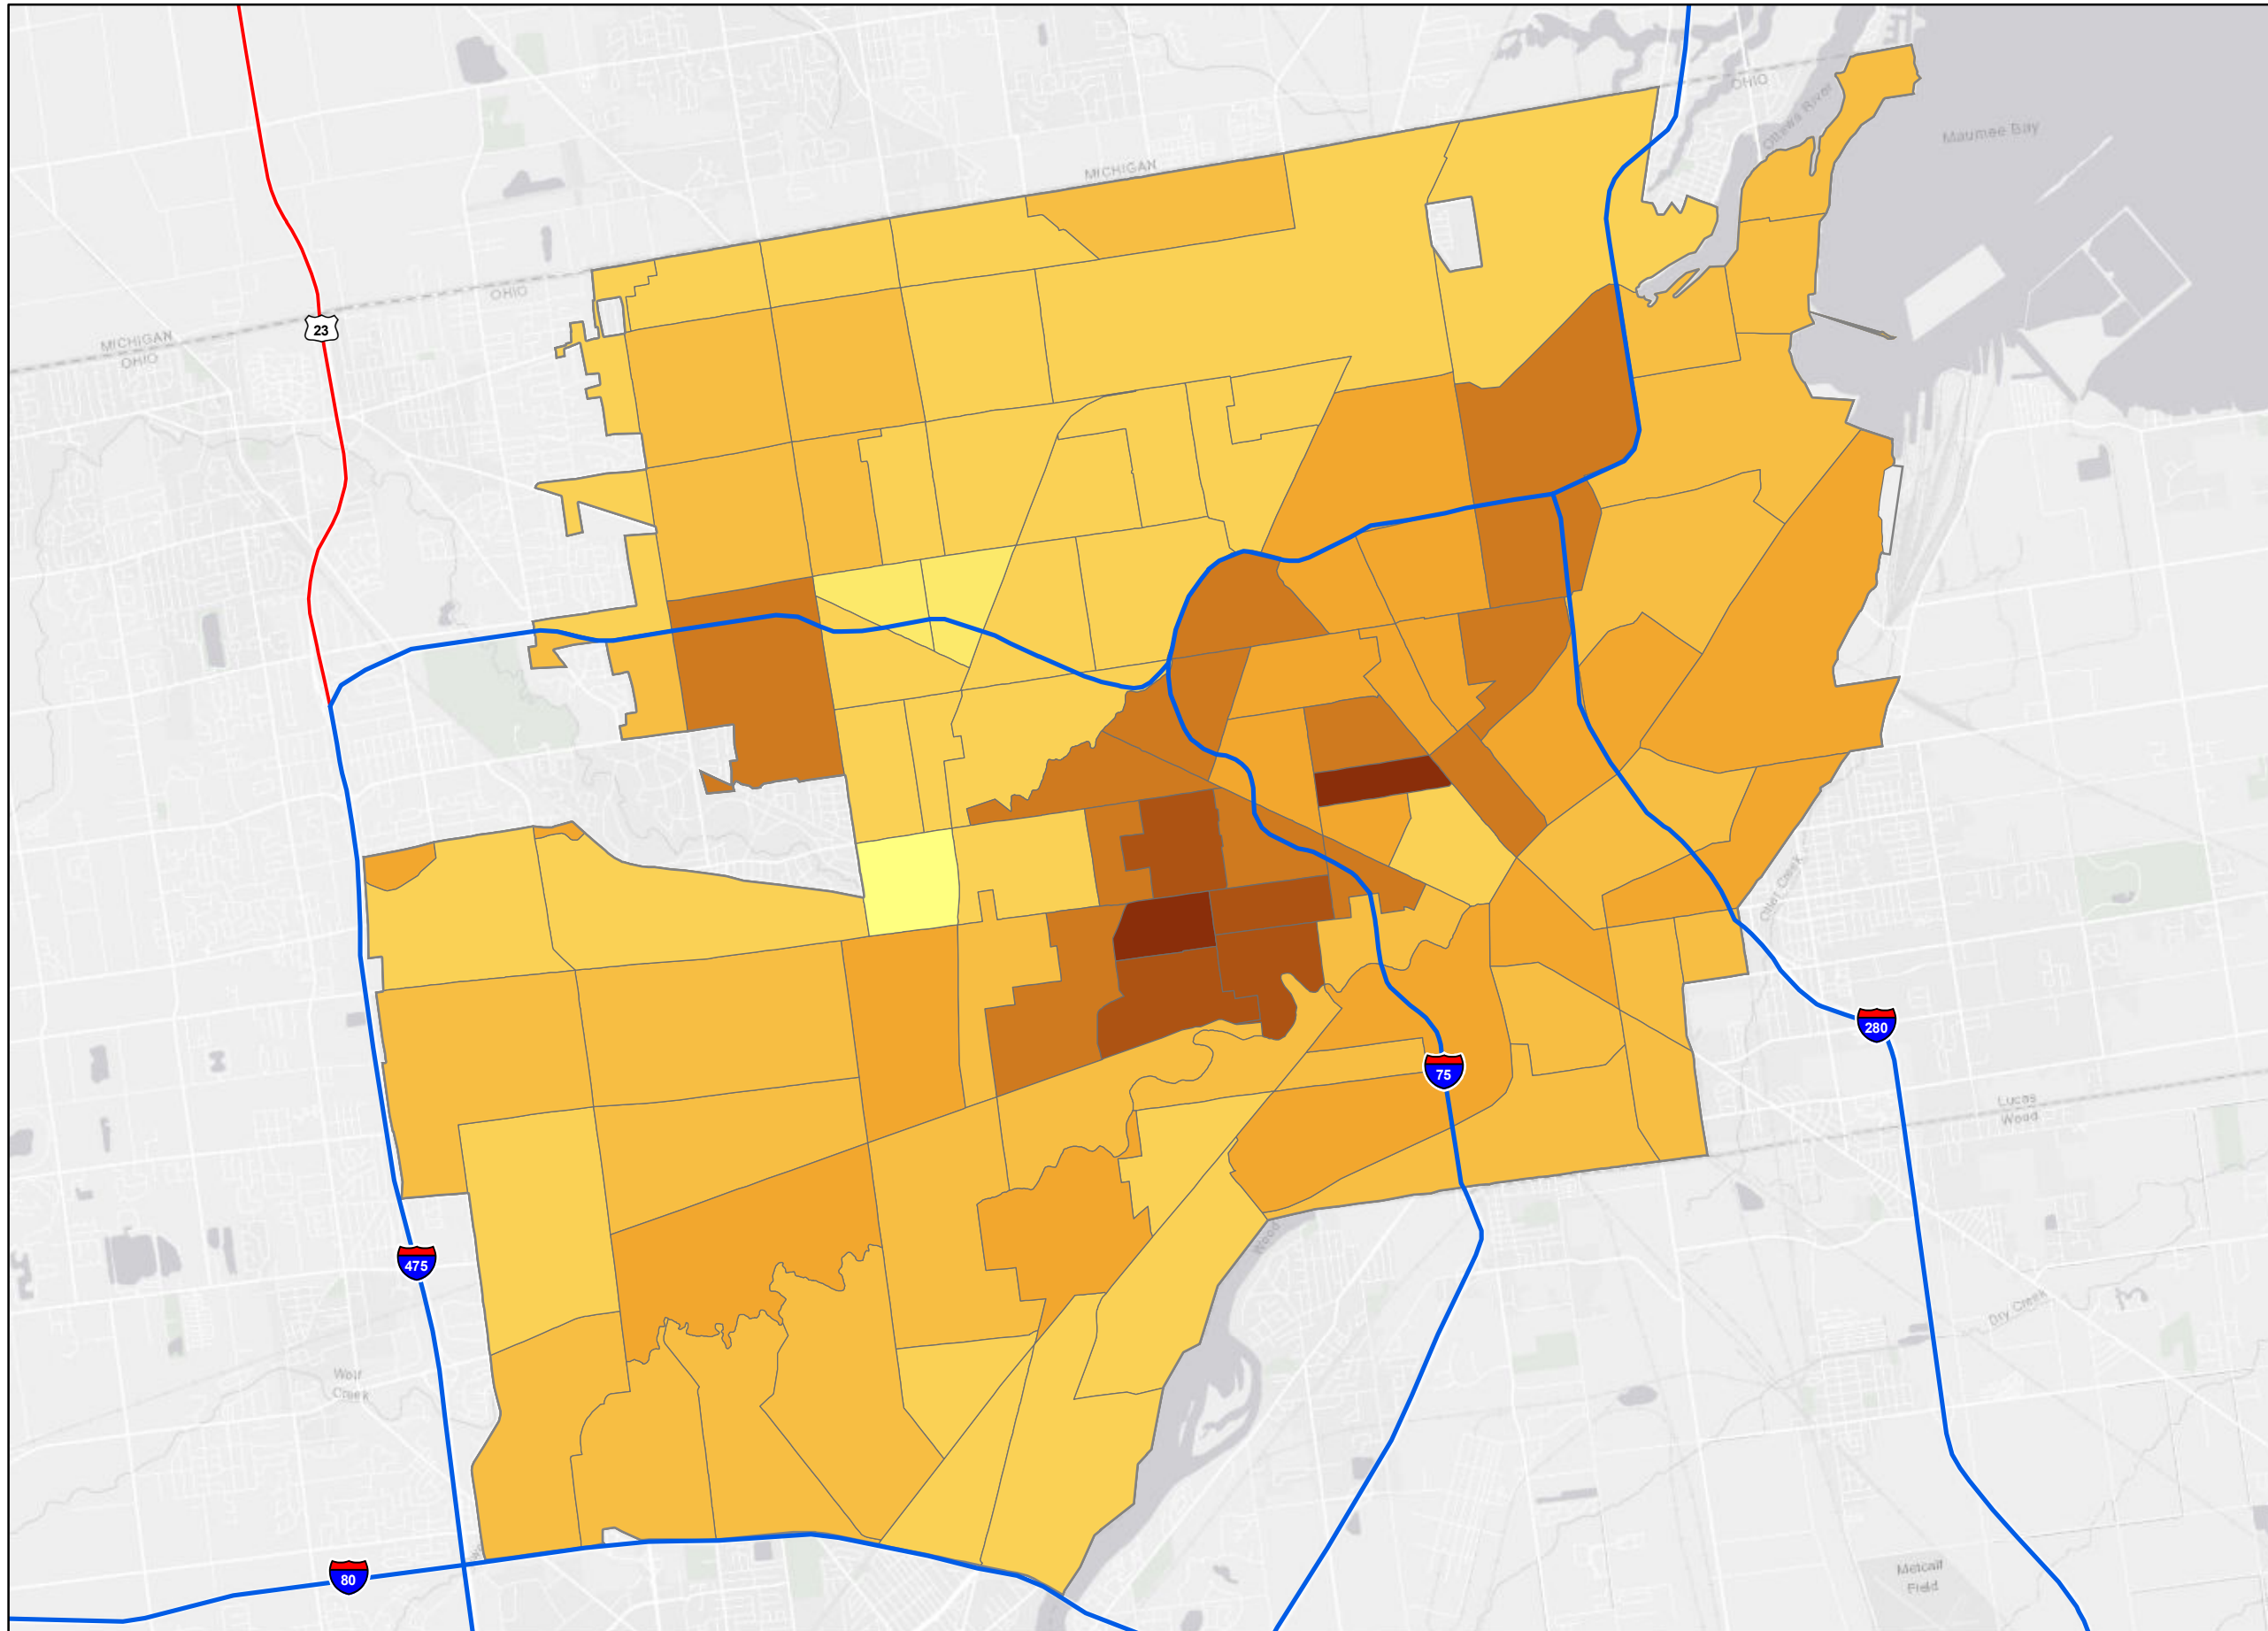 OHIO
Ottawa River
Maumee Bay
MICHIGAN
OHIO
23
MICHIGAN
OHIO
Otter Creek
280
75
Lucas
Wood
Wood
475
Dry Creek
Wolf
Creek
80
Metcalf
Field